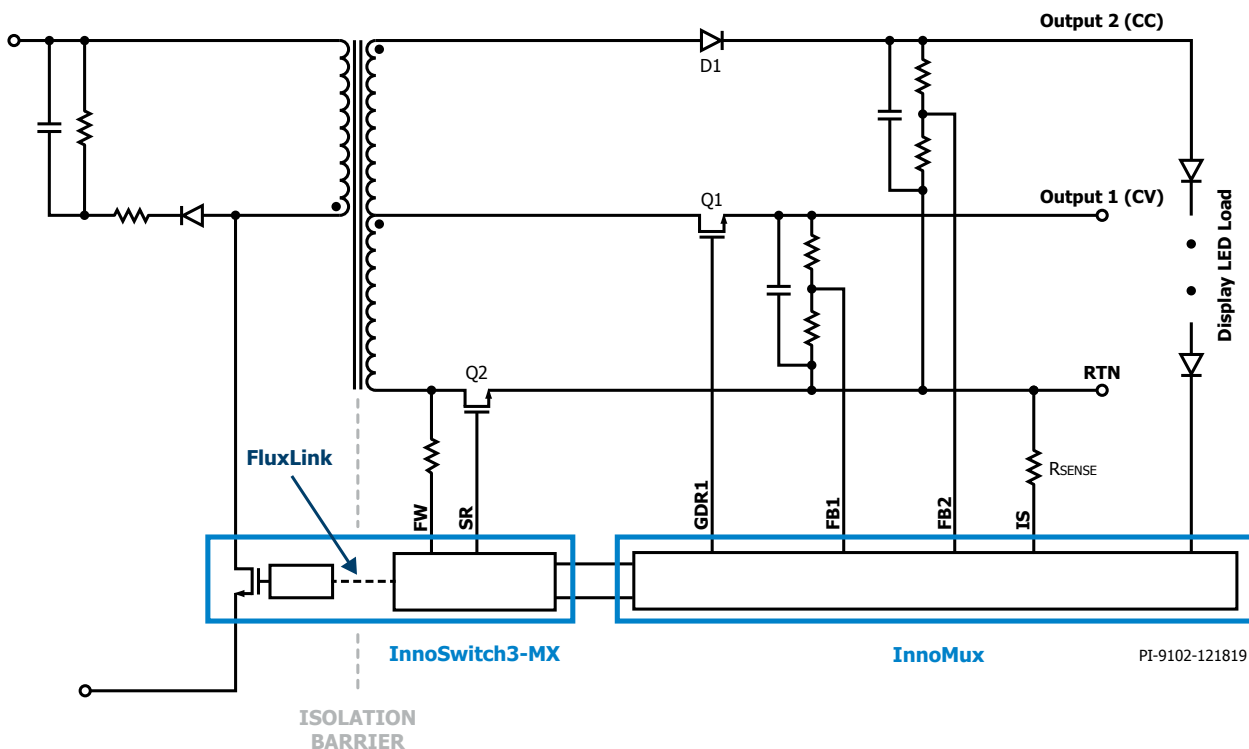 Output 2 (CC)
D1
Q1
Output 1 (CV)
Display LED Load
Q2
RTN
FluxLink
RSENSE
FW
SR
GDR1
FB1
FB2
IS
InnoSwitch3-MX
InnoMux
PI-9102-121819
ISOLATION
BARRIER